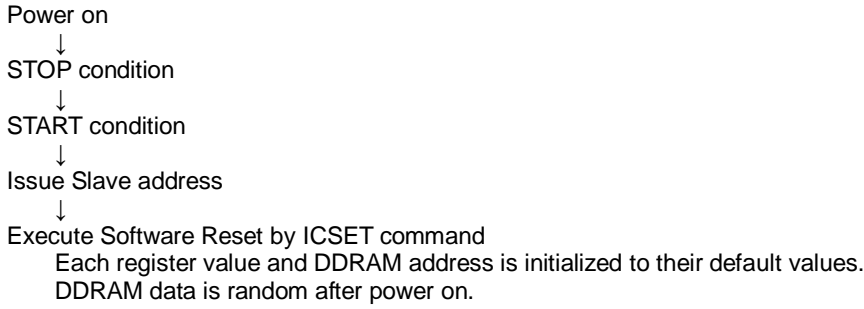 Power on
↓
STOP condition
↓
START condition
↓
Issue Slave address
↓
Execute Software Reset by ICSET command
Each register value and DDRAM address is initialized to their default values.
DDRAM data is random after power on.